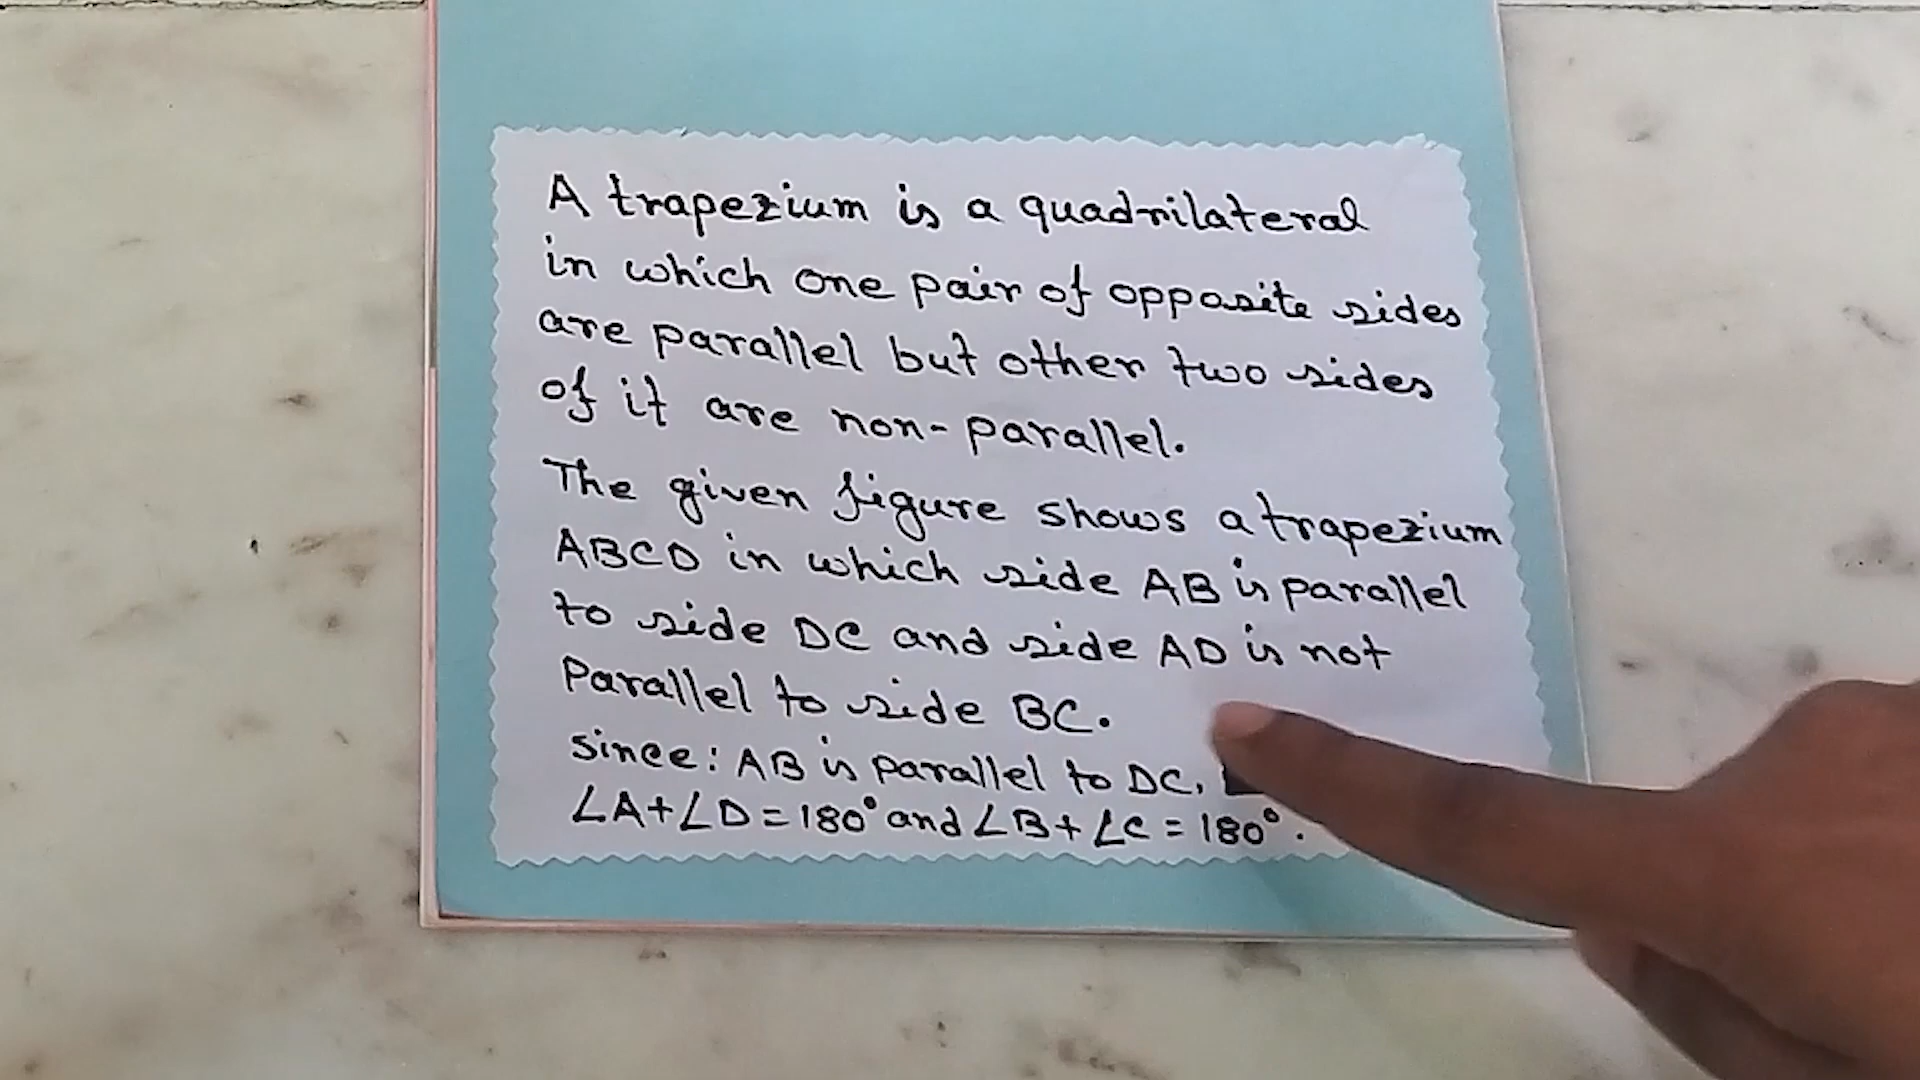 A trapezium is a quadrilateral
in which one pair of opposite sides
are parallel but other two sides
of it are non-parallel.
The given figure shows a trapezium
ABCD in which side AB is parallel
to side DC and side AD is not
Parallel to side BC.
since: AB is parallel to DC,
∠A+∠D=180° and ∠B+∠C=180°.